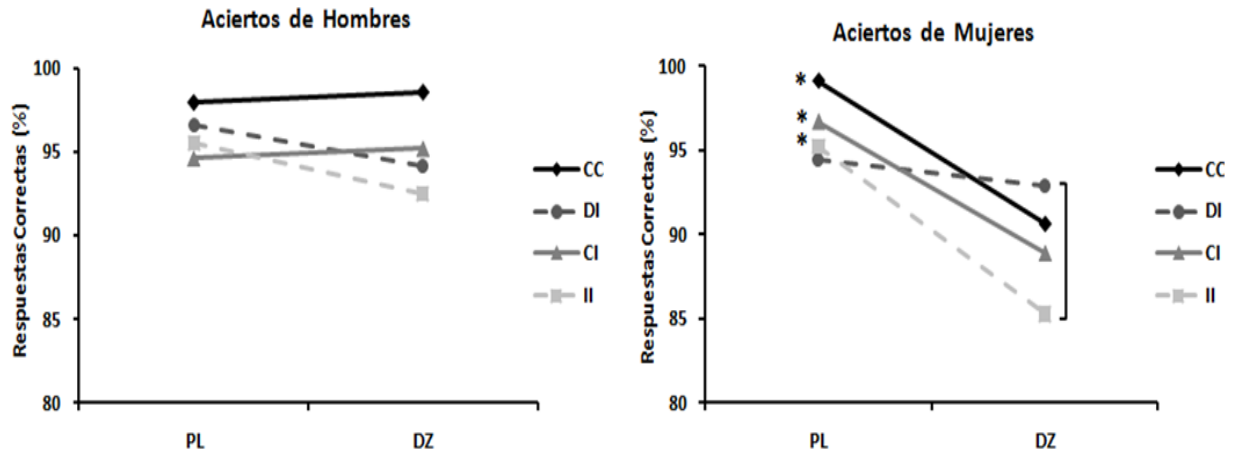 Aciertos de Hombres
Respuestas Correctas (%)
100
95
90
85
80
PL
DZ
CC
DI
CI
II
Aciertos de Mujeres
Respuestas Correctas (%)
100
95
90
85
80
*
*
*
PL
DZ
CC
DI
CI
II